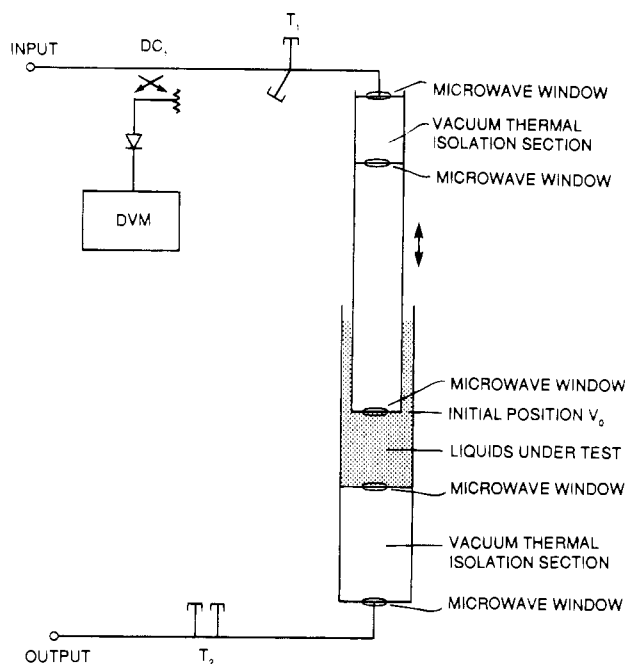 T₁
DC₁
INPUT
MICROWAVE WINDOW
VACUUM THERMAL
ISOLATION SECTION
MICROWAVE WINDOW
DVM
MICROWAVE WINDOW
INITIAL POSITION V₀
LIQUIDS UNDER TEST
MICROWAVE WINDOW
VACUUM THERMAL
ISOLATION SECTION
MICROWAVE WINDOW
OUTPUT
T₂